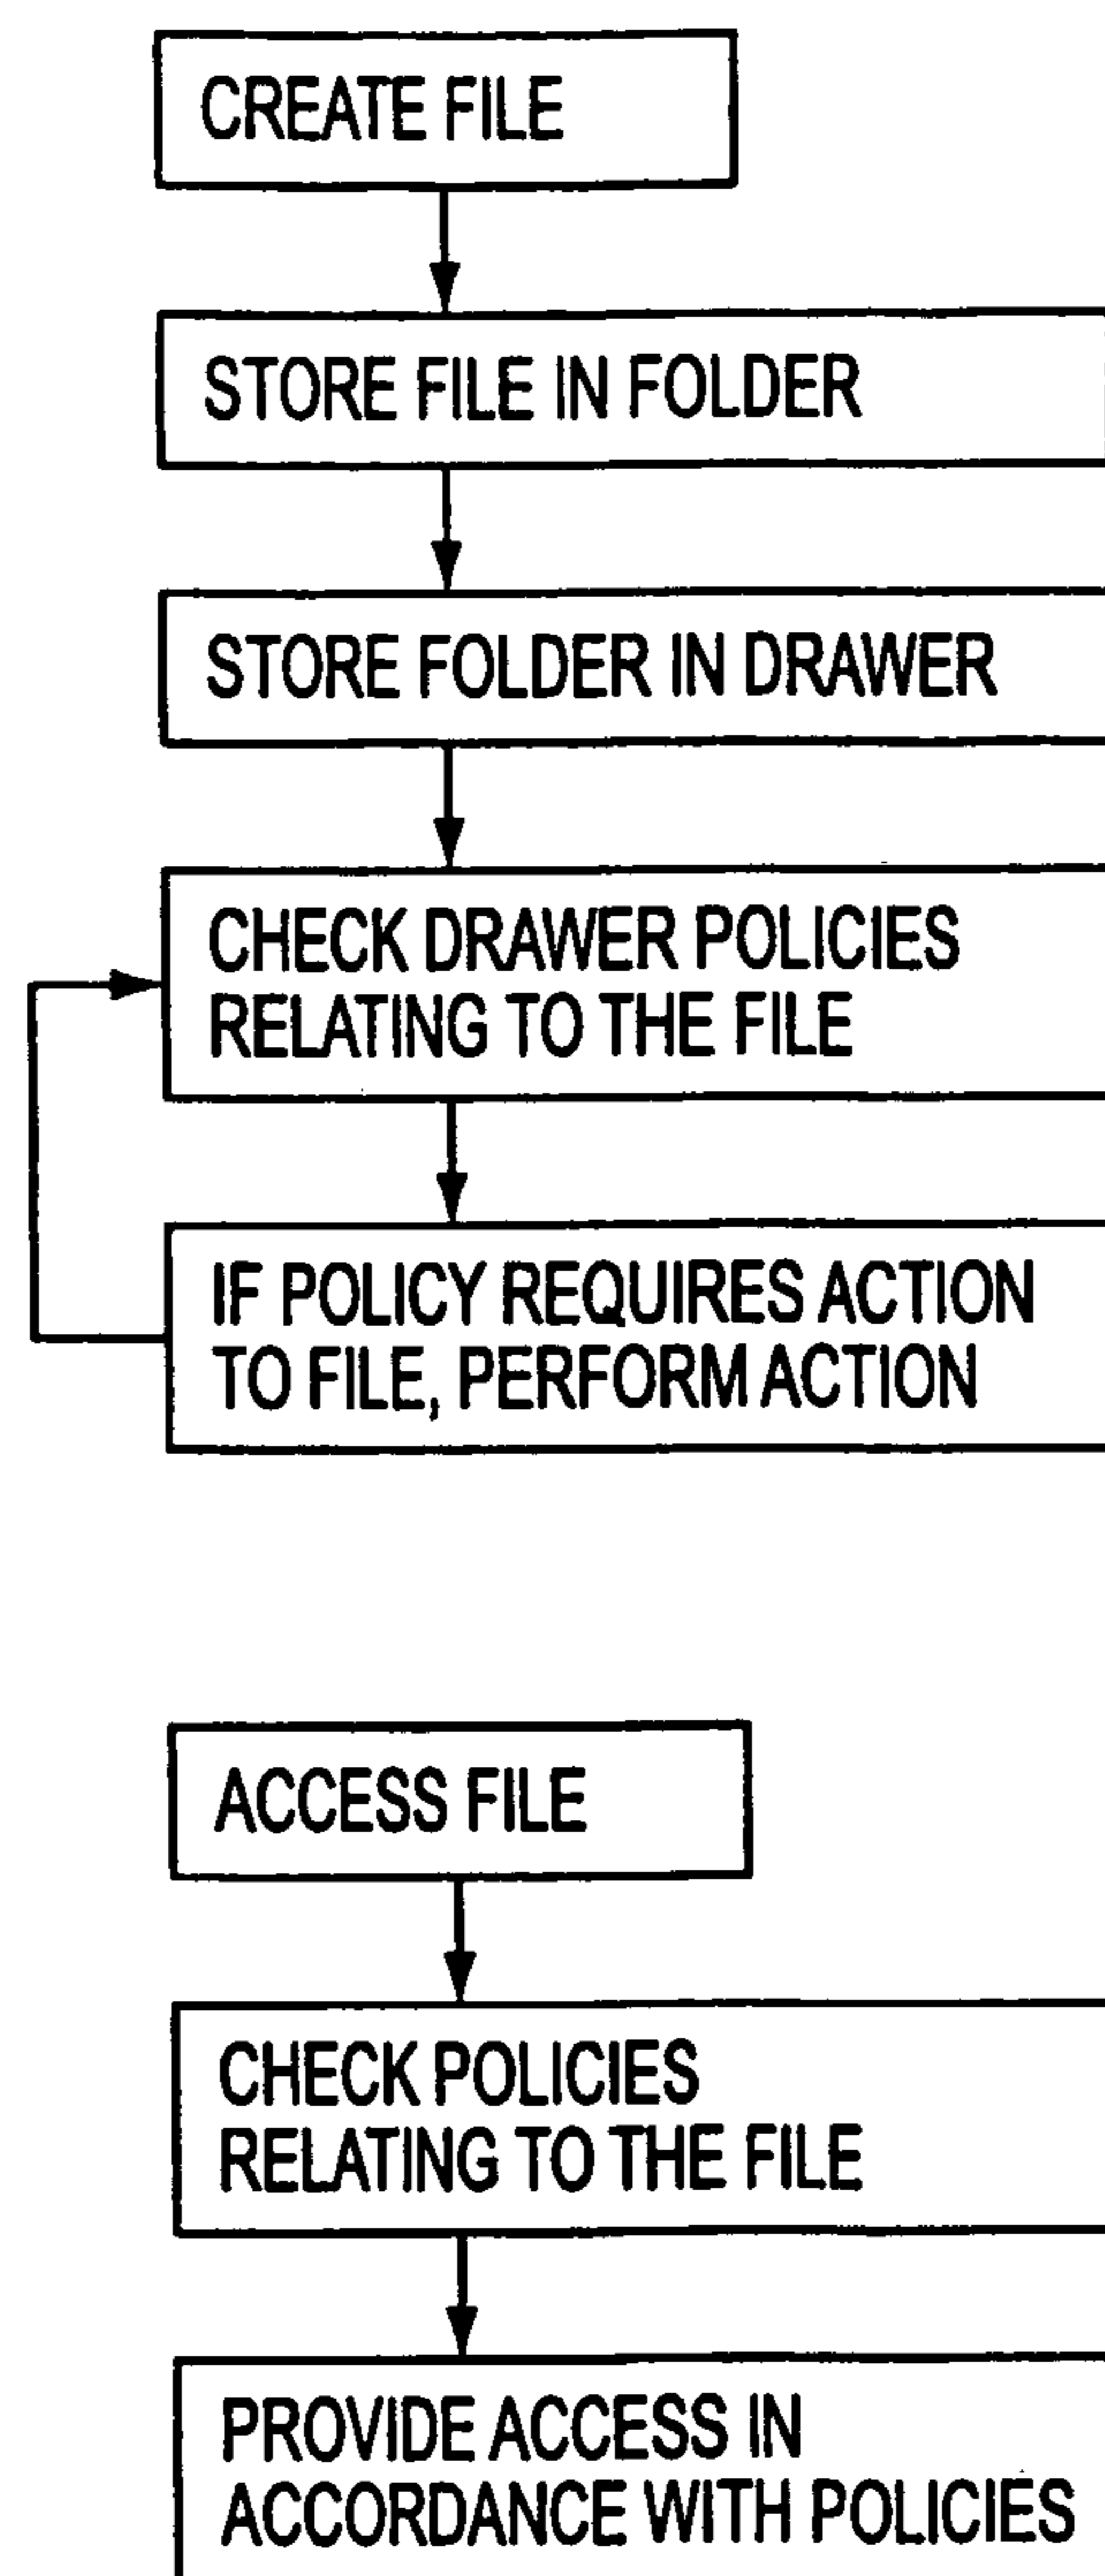 CREATE FILE
STORE FILE IN FOLDER
STORE FOLDER IN DRAWER
CHECK DRAWER POLICIES
RELATING TO THE FILE
IF POLICY REQUIRES ACTION
TO FILE, PERFORM ACTION
ACCESS FILE
CHECK POLICIES
RELATING TO THE FILE
PROVIDE ACCESS IN
ACCORDANCE WITH POLICIES